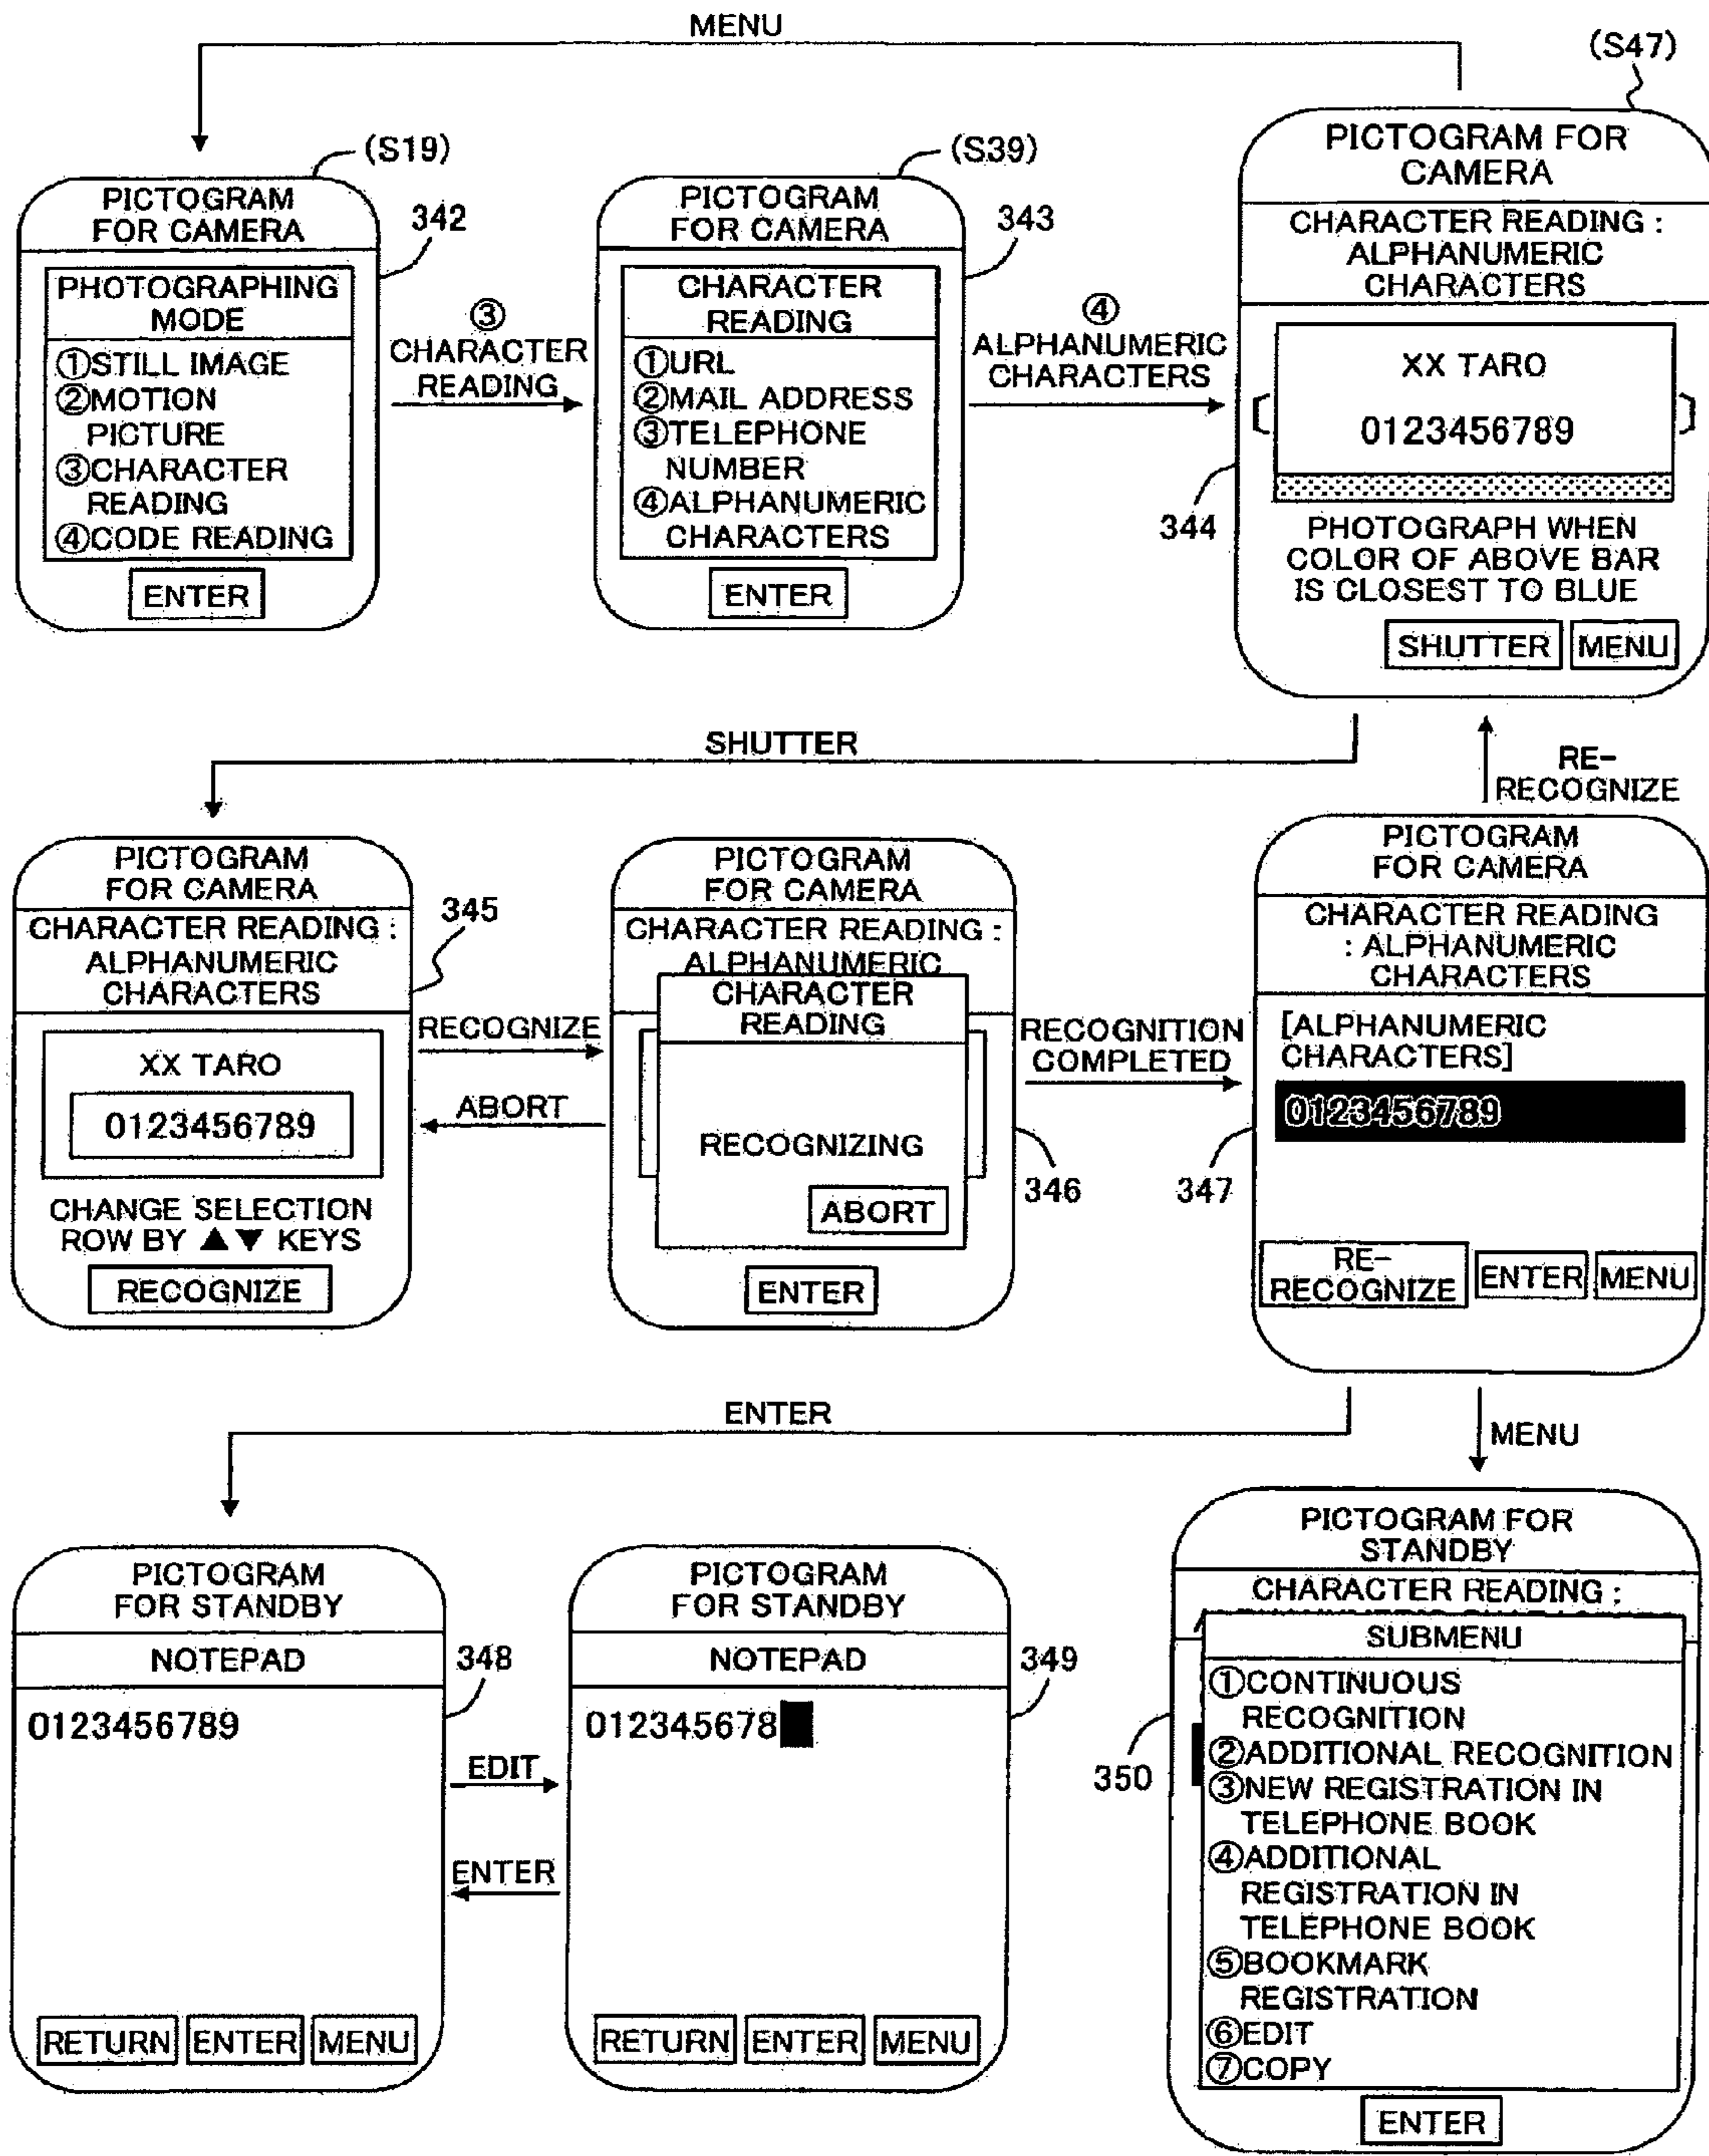 MENU
(S19)
PICTOGRAM
FOR CAMERA
342
PHOTOGRAPHING
MODE
①STILL IMAGE
②MOTION
PICTURE
③CHARACTER
READING
④CODE READING
ENTER
③
CHARACTER
READING
(S39)
PICTOGRAM
FOR CAMERA
343
CHARACTER
READING
①URL
②MAIL ADDRESS
③TELEPHONE
NUMBER
④ALPHANUMERIC
CHARACTERS
ENTER
④
ALPHANUMERIC
CHARACTERS
(S47)
PICTOGRAM FOR
CAMERA
CHARACTER READING :
ALPHANUMERIC
CHARACTERS
XX TARO
0123456789
344
PHOTOGRAPH WHEN
COLOR OF ABOVE BAR
IS CLOSEST TO BLUE
SHUTTER MENU
SHUTTER
RE-
RECOGNIZE
PICTOGRAM
FOR CAMERA
CHARACTER READING :
ALPHANUMERIC
CHARACTERS
345
XX TARO
0123456789
CHANGE SELECTION
ROW BY ▲▼ KEYS
RECOGNIZE
RECOGNIZE
ABORT
PICTOGRAM
FOR CAMERA
CHARACTER READING :
ALPHANUMERIC
CHARACTER
READING
RECOGNIZING
ABORT
ENTER
346
RECOGNITION
COMPLETED
PICTOGRAM
FOR CAMERA
CHARACTER READING
: ALPHANUMERIC
CHARACTERS
[ALPHANUMERIC
CHARACTERS]
0123456789
347
RE-
RECOGNIZE ENTER MENU
ENTER
MENU
PICTOGRAM
FOR STANDBY
NOTEPAD
348
0123456789
RETURN ENTER MENU
EDIT
ENTER
PICTOGRAM
FOR STANDBY
NOTEPAD
349
012345678
RETURN ENTER MENU
PICTOGRAM FOR
STANDBY
CHARACTER READING :
SUBMENU
①CONTINUOUS
RECOGNITION
②ADDITIONAL RECOGNITION
③NEW REGISTRATION IN
TELEPHONE BOOK
④ADDITIONAL
REGISTRATION IN
TELEPHONE BOOK
⑤BOOKMARK
REGISTRATION
⑥EDIT
⑦COPY
350
ENTER